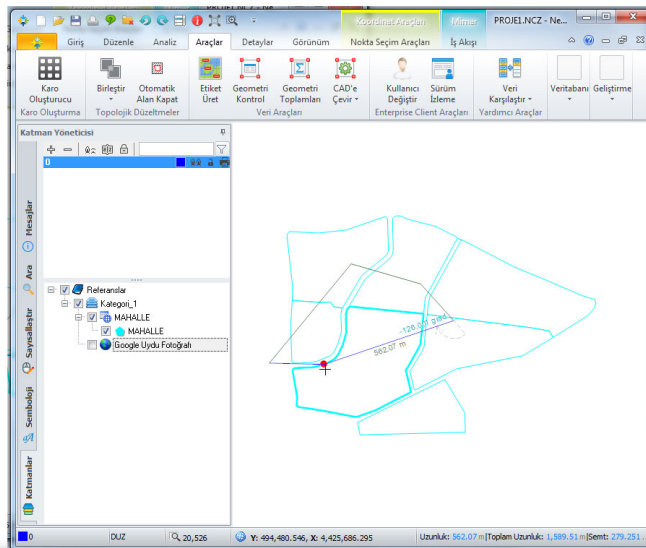 Koordinat Araçları
Mimar
PROJE1.NCZ - Ne...
Giriş Düzenle Analiz Araçlar Detaylar Görünüm Nokta Seçim Araçları İş Akışı
Karo Oluşturucu
Birleştir
Otomatik Alan Kapat
Etiket Üret
Geometri Kontrol
Geometri Toplamları
CAD'e Çevir
Kullanıcı Değiştir
Sürüm İzleme
Veri Karşılaştır
Veritabanı
Geliştirme
Karo Oluşturma
Topolojik Düzeltmeler
Veri Araçları
Enterprise Client Araçları
Yardımcı Araçlar
Katman Yöneticisi
0
Mesajlar
Ara
Sayısallaştır
Semboloji
Katmanlar
Referanslar
Kategori_1
MAHALLE
MAHALLE
Google Uydu Fotoğrafı
562.07 m
0
DUZ
20,526
Y: 494,480.546, X: 4,425,686.295
Uzunluk: 562.07 m|Toplam Uzunluk: 1,589.51 m|Semt: 279.251 ...